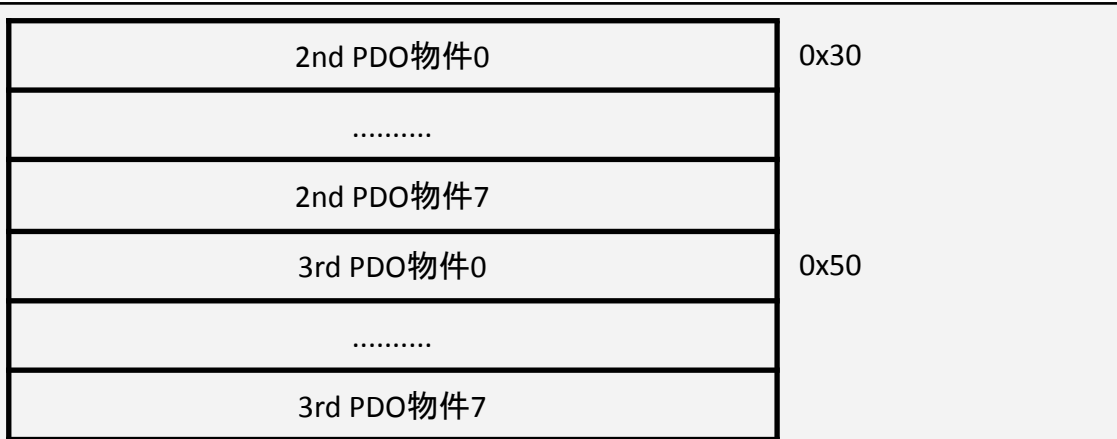 2nd PDO物件0 0x30
..........
2nd PDO物件7
3rd PDO物件0 0x50
..........
3rd PDO物件7